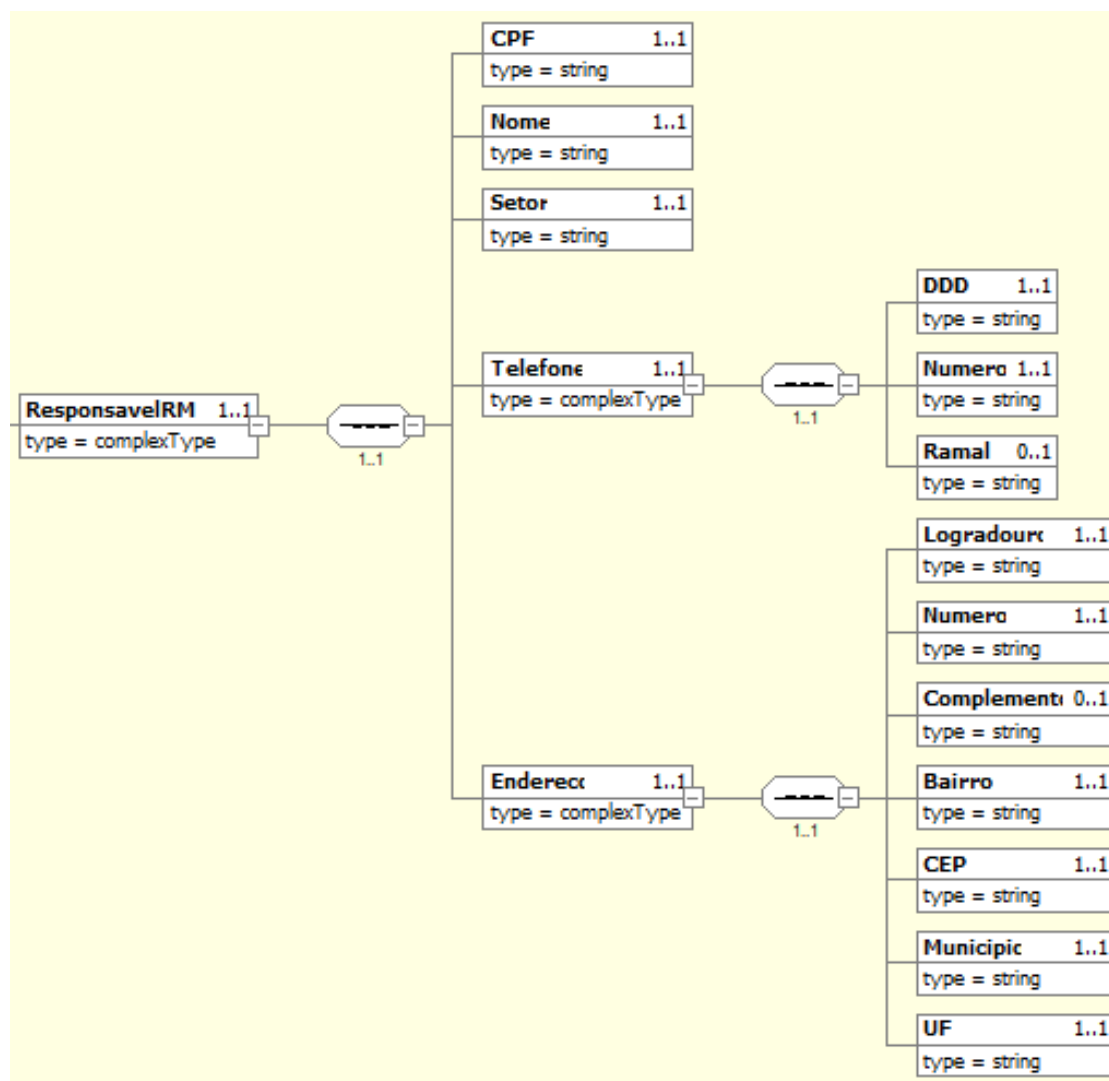 CPF 1..1
type = string
Nome 1..1
type = string
Setor 1..1
type = string
Telefone 1..1
type = complexType
1..1
DDD 1..1
type = string
Numero 1..1
type = string
Ramal 0..1
type = string
ResponsavelRM 1..1
type = complexType
1..1
Endereco 1..1
type = complexType
1..1
Logradouro 1..1
type = string
Numero 1..1
type = string
Complemento 0..1
type = string
Bairro 1..1
type = string
CEP 1..1
type = string
Municipio 1..1
type = string
UF 1..1
type = string